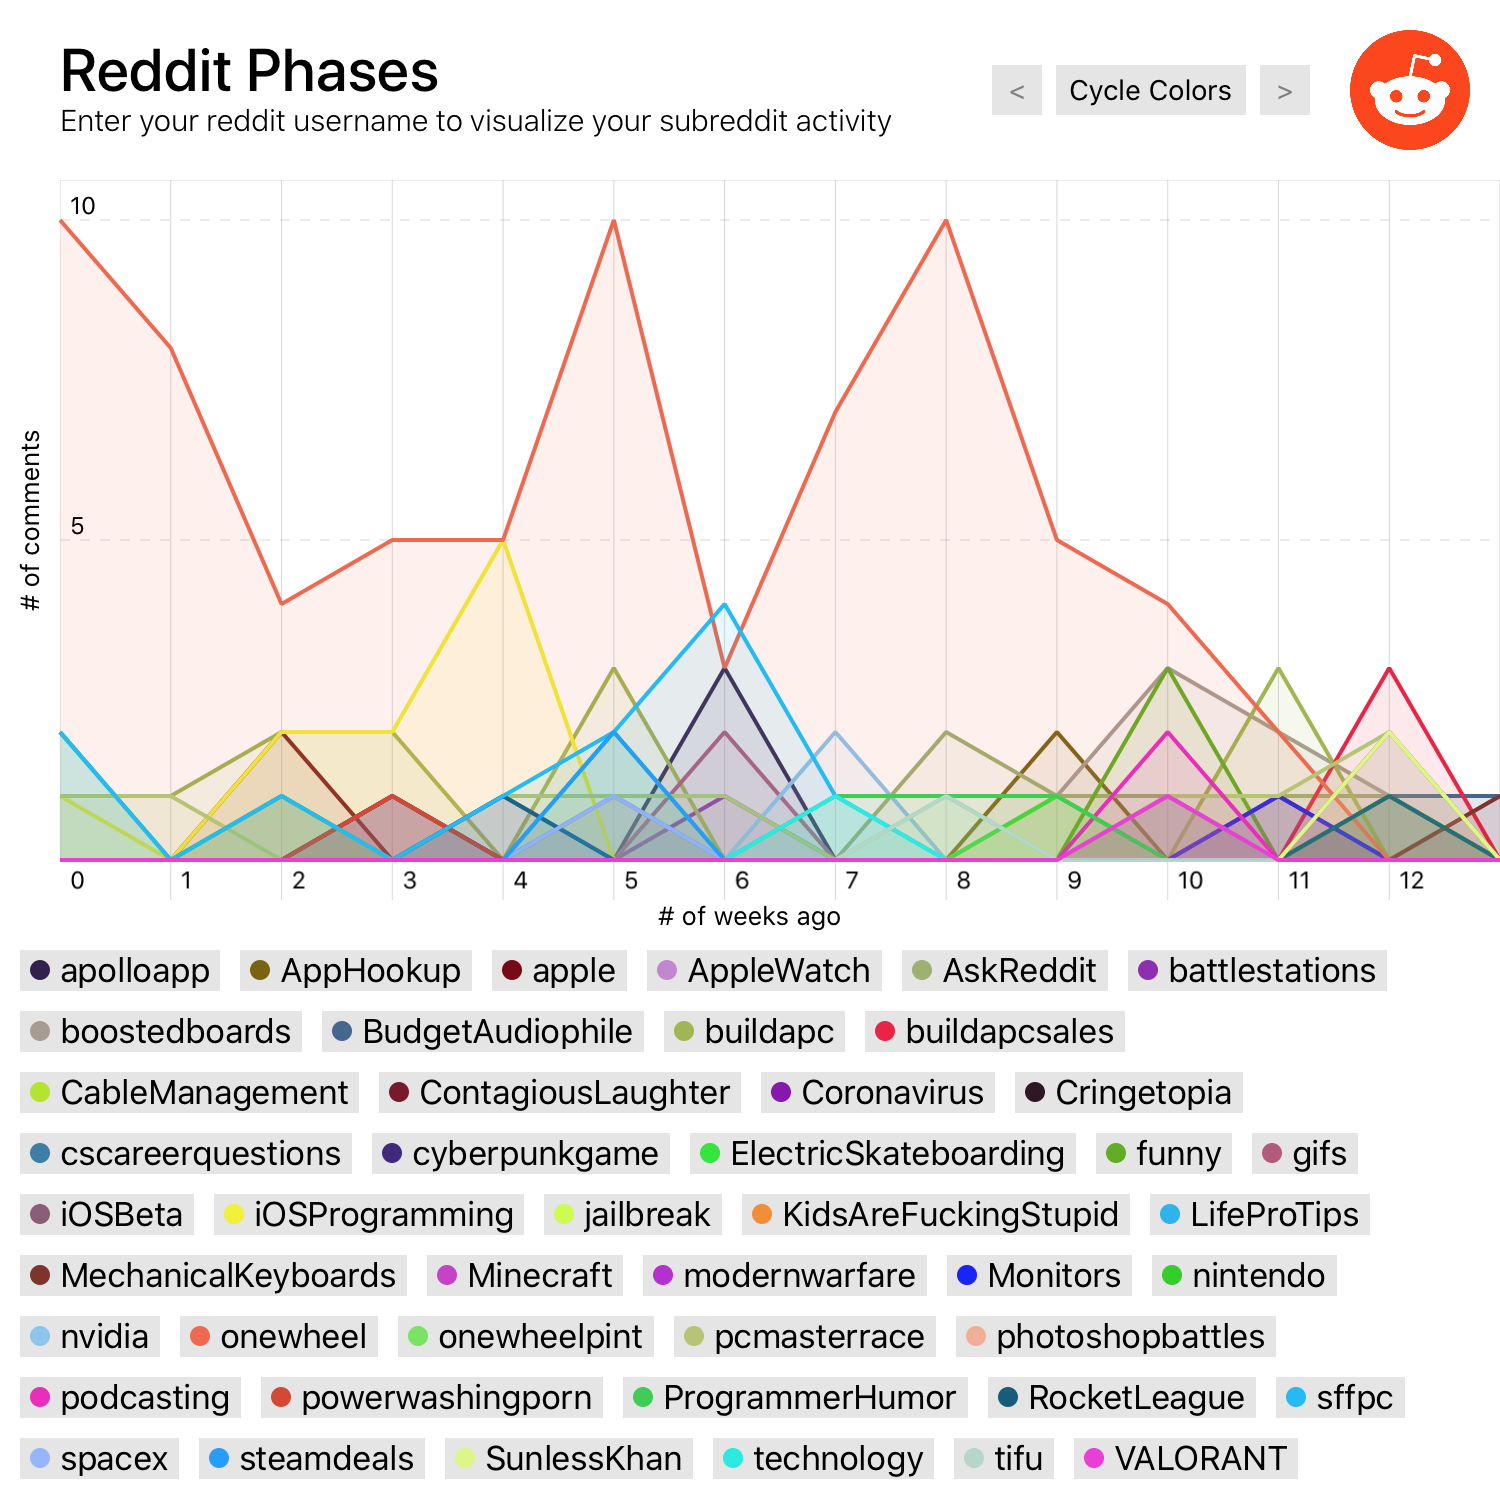 Reddit Phases
Enter your reddit username to visualize your subreddit activity
< Cycle Colors >
10
5
# of comments
0 1 2 3 4 5 6 7 8 9 10 11 12
# of weeks ago
apolloapp AppHookup apple AppleWatch AskReddit battlestations
boostedboards BudgetAudiophile buildapc buildapcsales
CableManagement ContagiousLaughter Coronavirus Cringetopia
cscareerquestions cyberpunkgame ElectricSkateboarding funny gifs
iOSBeta iOSProgramming jailbreak KidsAreFuckingStupid LifeProTips
MechanicalKeyboards Minecraft modernwarfare Monitors nintendo
nvidia onewheel onewheelpint pcmasterrace photoshopbattles
podcasting powerwashingporn ProgrammerHumor RocketLeague sffpc
spacex steamdeals SunlessKhan technology tifu VALORANT